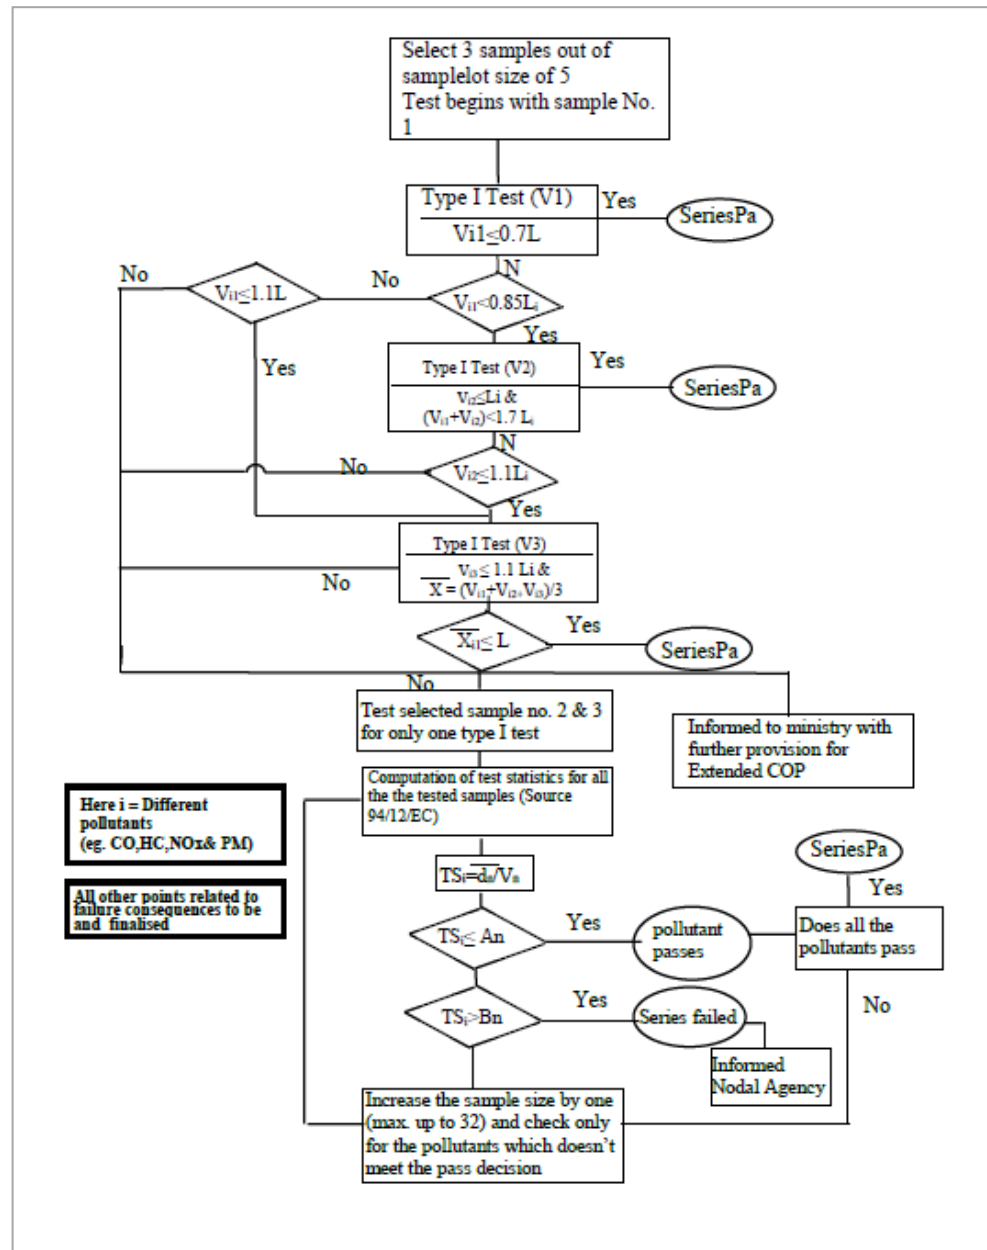 Select 3 samples out of
samplelot size of 5
Test begins with sample No.
1
Type I Test (V1)
Yes
SeriesPa
Vi1≤0.7L
N
No
Vi1≤1.1L
No
Vi1<0.85Li
Yes
Yes
Type I Test (V2)
Yes
SeriesPa
Vi2≤Li &
(Vi1+Vi2)<1.7 Li
N
No
Vi2≤1.1Li
Yes
Type I Test (V3)
No
Vi3≤ 1.1 Li &
X̅ = (Vi1+Vi2+Vi3)/3
Yes
X̅i1≤ L
SeriesPa
No
Test selected sample no. 2 & 3
for only one type I test
Informed to ministry with
further provision for
Extended COP
Computation of test statistics for all
the the tested samples (Source
94/12/EC)
Here i = Different
pollutants
(eg. CO,HC,NOx& PM)
All other points related to
failure consequences to be
and finalised
TSi=d̅n/Vn
SeriesPa
Yes
TSi≤ An
Yes
pollutant
passes
Does all the
pollutants pass
No
TSi>Bn
Yes
Series failed
Informed
Nodal Agency
Increase the sample size by one
(max. up to 32) and check only
for the pollutants which doesn't
meet the pass decision